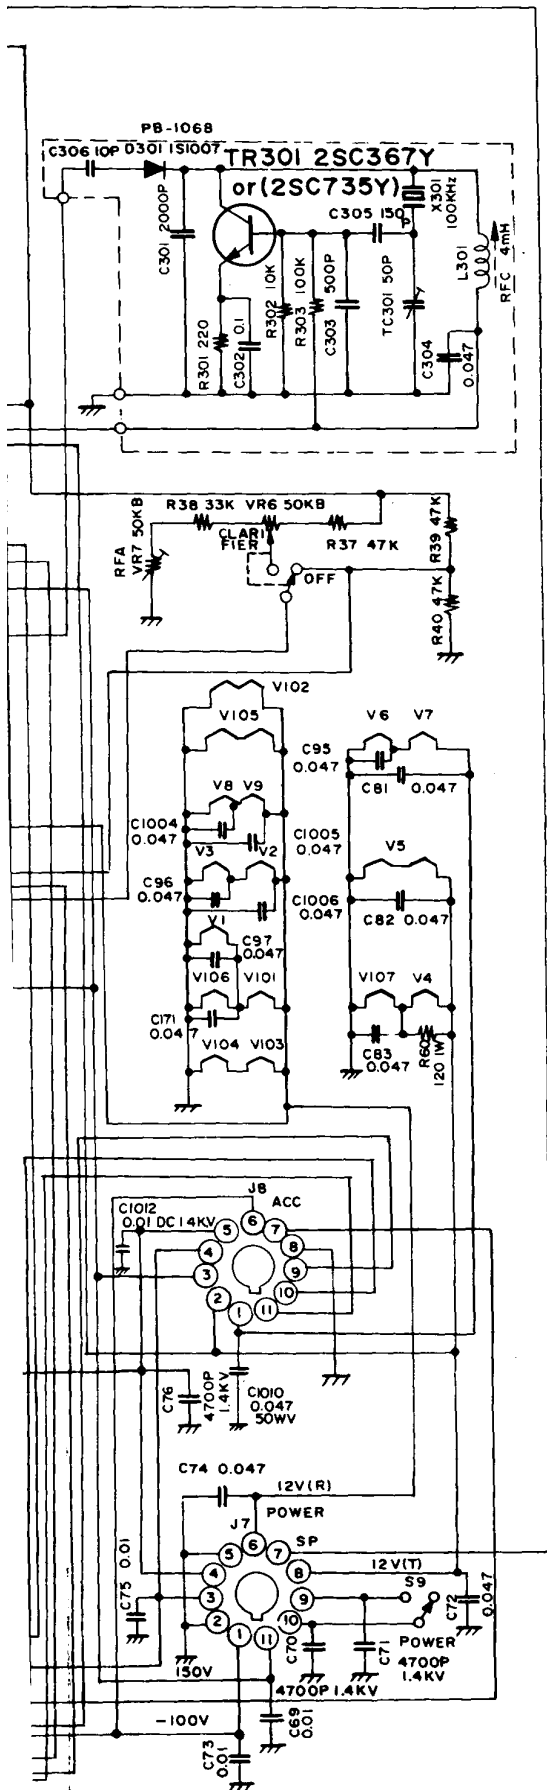 PB-1068
C306 10P D301 1S1007
TR301 2SC367Y
or(2SC735Y)
C301 2000P
C305 150P
X301
100KHz
L301
RFC 4mH
R301 220
C302 0.1
R302 10K
R303 100K
C303 500P
TC301 50P
C304
0.047
R38 33K VR6 50KB
CLARI
FIER
R37 47K
RFA
VR7 50KB
OFF
R39 47K
R40 47K
V102
V105
C95
0.047
V6 V7
C81 0.047
V8 V9
C1004
0.047
C1005
0.047
V3 V2
V5
C96
0.047
C1006
0.047
C82 0.047
V1
C97
0.047
V106 V101
V107 V4
C171
0.047
C83
0.047
R60
120 1W
V104 V103
J8
ACC
C1012
0.01 DC 1.4KV
5 6 7
4 8
3 9
2 10
1 11
C76
4700P
1.4KV
C1010
0.047
50WV
C74 0.047
12V(R)
POWER
J7
SP
5 6 7
4 8
3 9
2 10
1 11
12V(T)
C75 0.01
S9
C72
0.047
POWER
C70
C71
4700P
1.4KV
150V
4700P 1.4KV
-100V
C69
0.01
C73
0.01